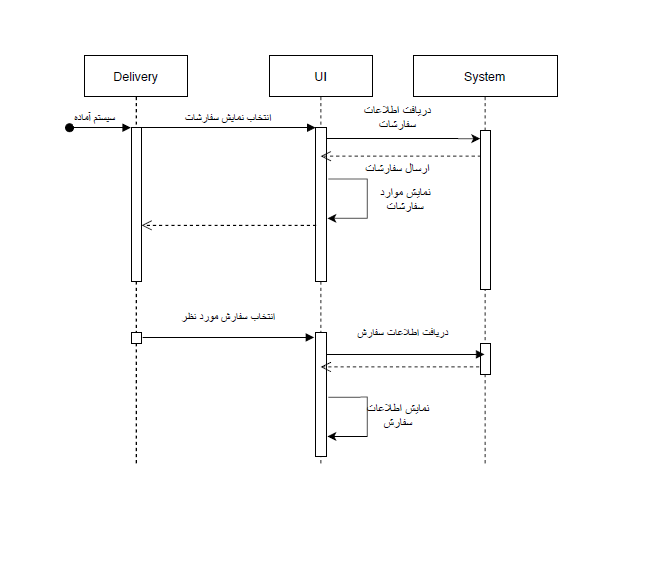 Delivery
UI
System
سیستم آماده
انتخاب نمایش سفارشات
دریافت اطلاعات
سفارشات
ارسال سفارشات
نمایش موارد
سفارشات
انتخاب سفارش مورد نظر
دریافت اطلاعات سفارش
نمایش اطلاعات
سفارش